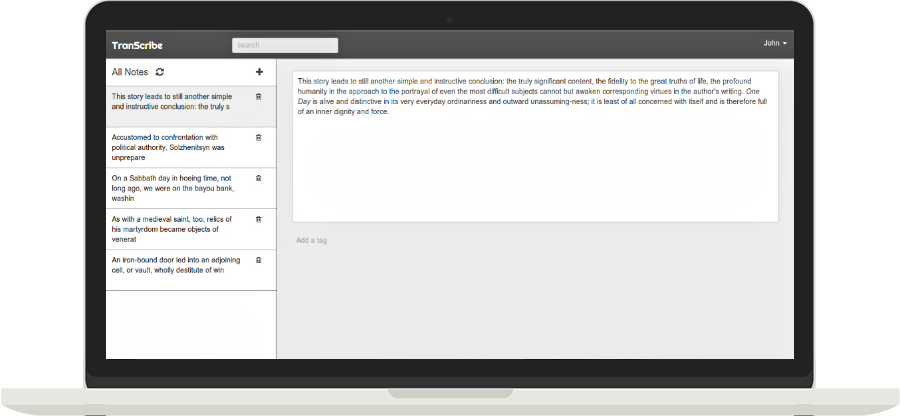 TranScribe
search
John
All Notes
This story leads to still another simple
and instructive conclusion: the truly s
Accustomed to confrontation with
political authority, Solzhenitsyn was
unprepare
On a Sabbath day in hoeing time, not
long ago, we were on the bayou bank,
washin
As with a medieval saint, too, relics of
his martyrdom became objects of
venerat
An iron-bound door led into an adjoining
cell, or vault, wholly destitute of win
This story leads to still another simple and instructive conclusion: the truly significant content, the fidelity to the great truths of life, the profound
humanity in the approach to the portrayal of even the most difficult subjects cannot but awaken corresponding virtues in the author's writing. One
Day is alive and distinctive in its very everyday ordinariness and outward unassuming-ness; it is least of all concerned with itself and is therefore full
of an inner dignity and force.
Add a tag